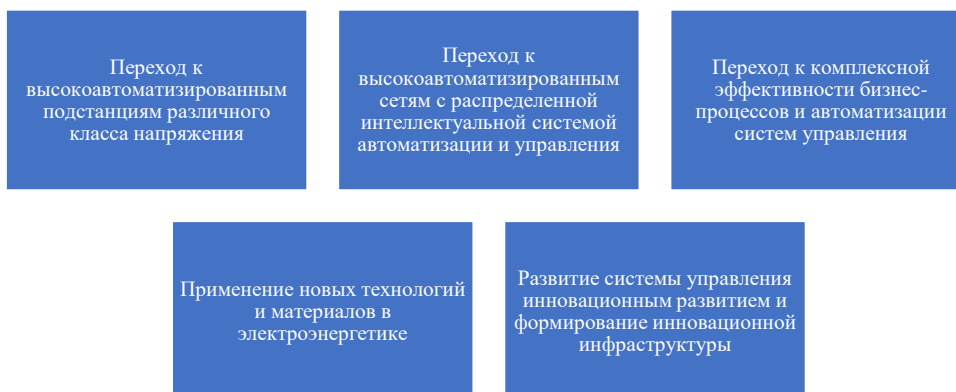 Переход к
высокоавтоматизированным
подстанциям различного
класса напряжения
Переход к
высокоавтоматизированным
сетям с распределенной
интеллектуальной системой
автоматизации и управления
Переход к комплексной
эффективности бизнес-
процессов и автоматизации
систем управления
Применение новых технологий
и материалов в
электроэнергетике
Развитие системы управления
инновационным развитием и
формирование инновационной
инфраструктуры